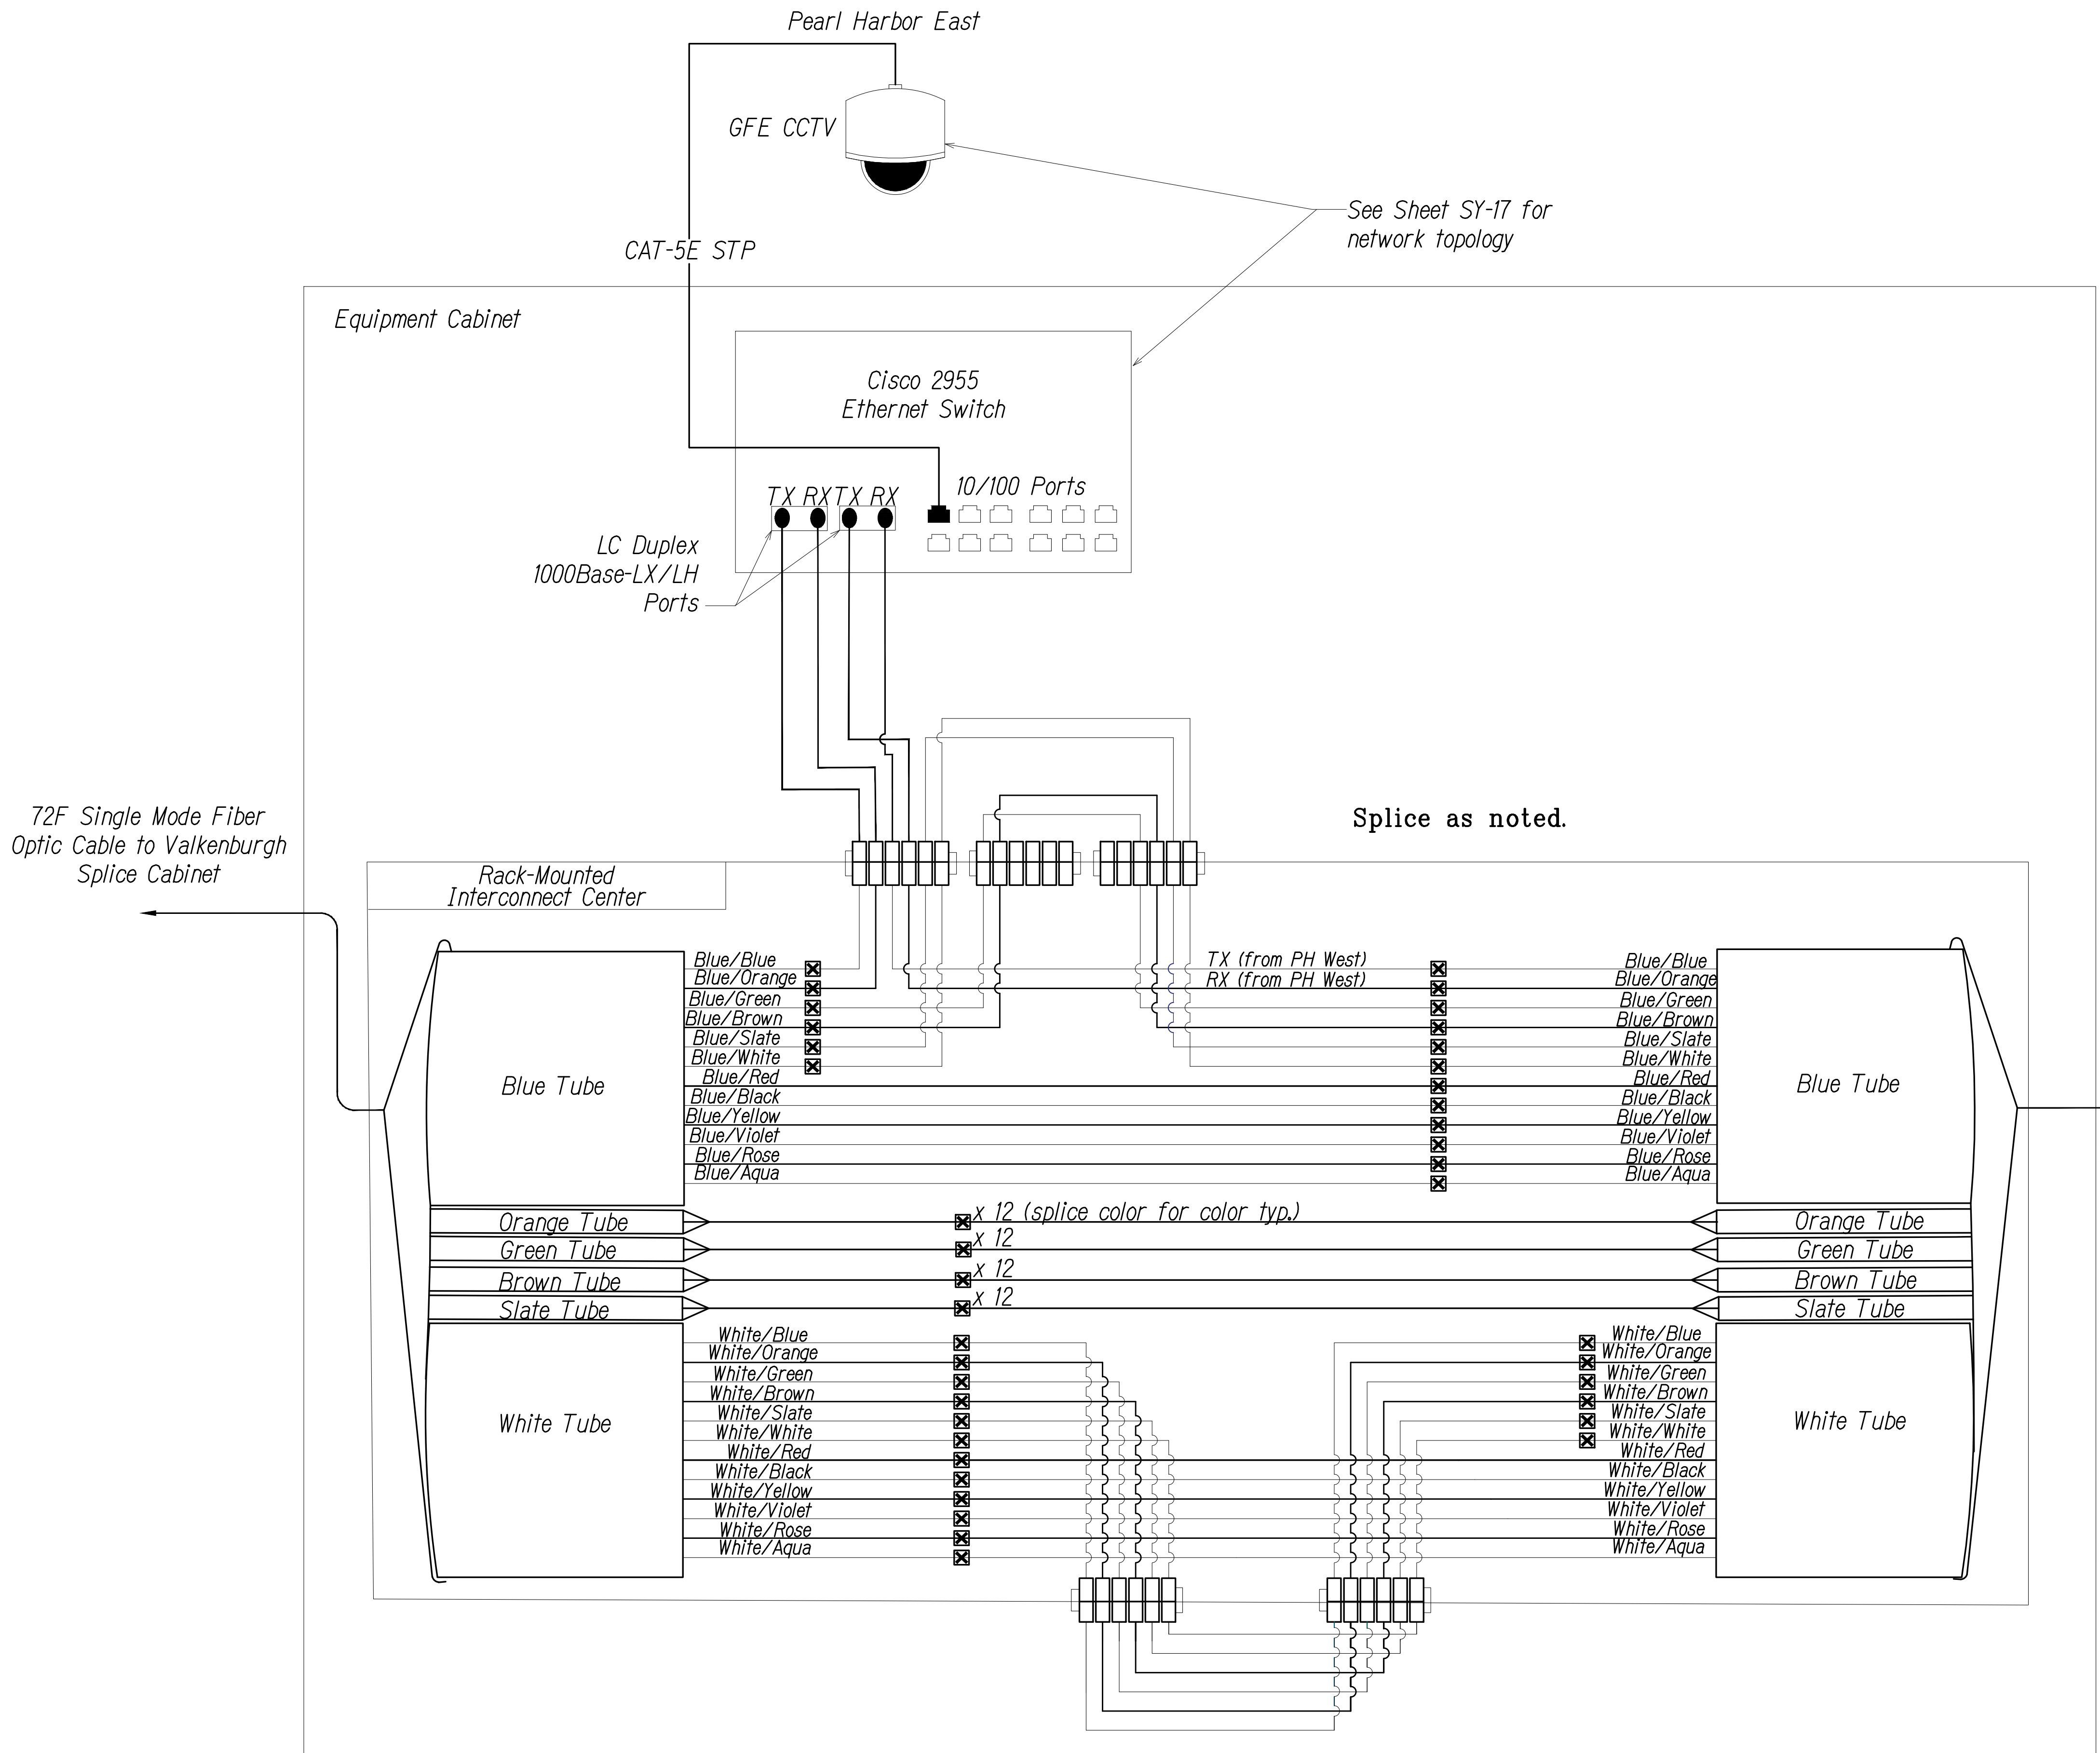 Pearl Harbor East
GFE CCTV
See Sheet SY-17 for
network topology
CAT-5E STP
Equipment Cabinet
Cisco 2955
Ethernet Switch
TX RX TX RX
10/100 Ports
LC Duplex
1000Base-LX/LH
Ports
72F Single Mode Fiber
Optic Cable to Valkenburgh
Splice Cabinet
Splice as noted.
Rack-Mounted
Interconnect Center
Blue Tube
Blue/Blue
Blue/Orange
Blue/Green
Blue/Brown
Blue/Slate
Blue/White
Blue/Red
Blue/Black
Blue/Yellow
Blue/Violet
Blue/Rose
Blue/Aqua
TX (from PH West)
RX (from PH West)
Blue/Blue
Blue/Orange
Blue/Green
Blue/Brown
Blue/Slate
Blue/White
Blue/Red
Blue/Black
Blue/Yellow
Blue/Violet
Blue/Rose
Blue/Aqua
Blue Tube
Orange Tube
x 12 (splice color for color typ.)
Orange Tube
Green Tube
x 12
Green Tube
Brown Tube
x 12
Brown Tube
Slate Tube
x 12
Slate Tube
White Tube
White/Blue
White/Orange
White/Green
White/Brown
White/Slate
White/White
White/Red
White/Black
White/Yellow
White/Violet
White/Rose
White/Aqua
White/Blue
White/Orange
White/Green
White/Brown
White/Slate
White/White
White/Red
White/Black
White/Yellow
White/Violet
White/Rose
White/Aqua
White Tube